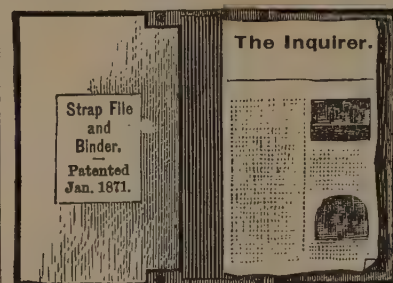 Strap File
and
Binder.
Patented
Jan. 1871.
The Inquirer.